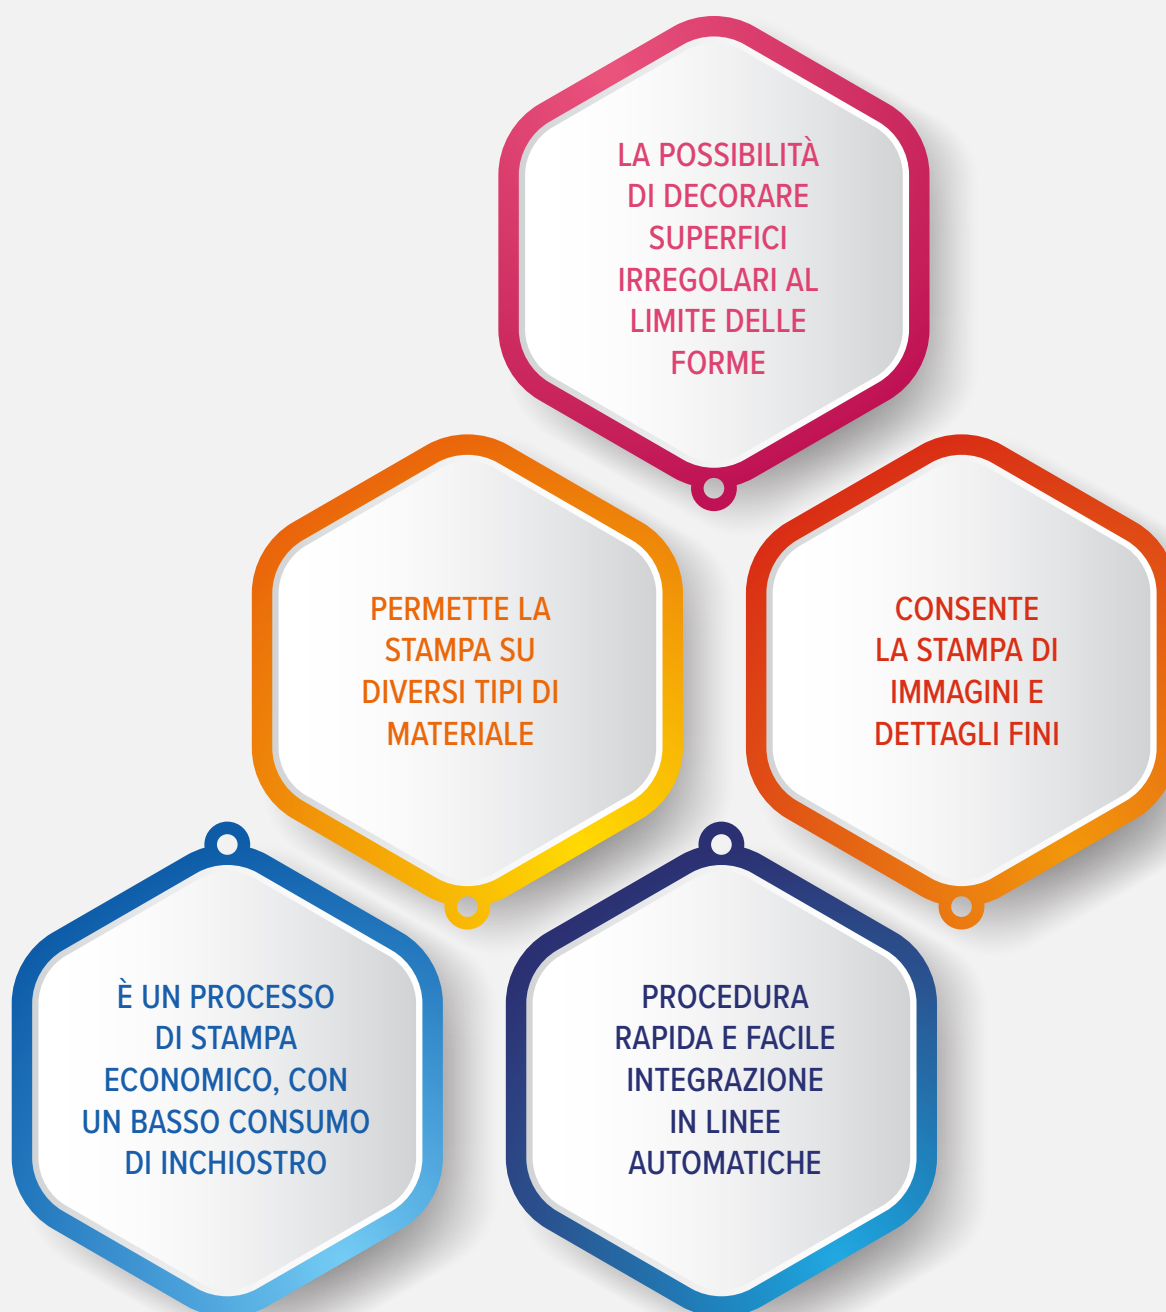 LA POSSIBILITÀ
DI DECORARE
SUPERFICI
IRREGOLARI AL
LIMITE DELLE
FORME
PERMETTE LA
STAMPA SU
DIVERSI TIPI DI
MATERIALE
CONSENTE
LA STAMPA DI
IMMAGINI E
DETTAGLI FINI
È UN PROCESSO
DI STAMPA
ECONOMICO, CON
UN BASSO CONSUMO
DI INCHIOSTRO
PROCEDURA
RAPIDA E FACILE
INTEGRAZIONE
IN LINEE
AUTOMATICHE